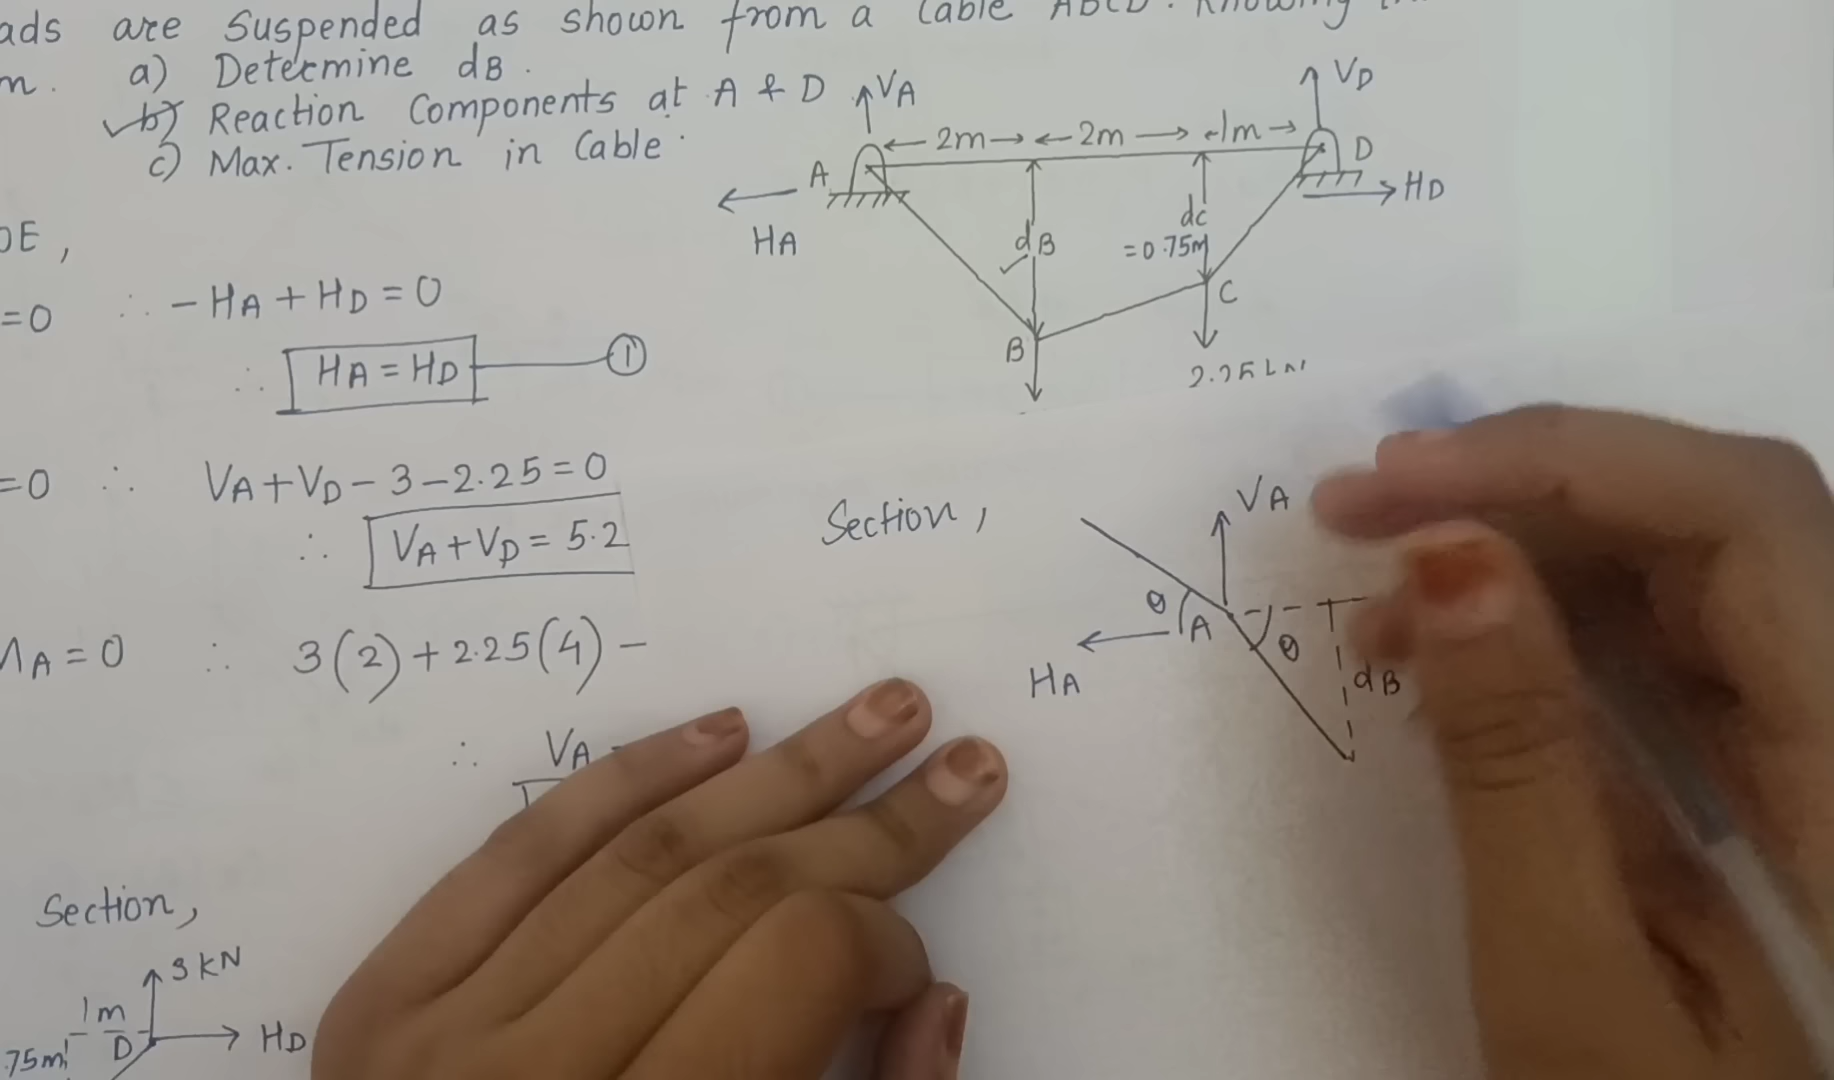 ads are Suspended as shown from a Cable ABCD. Knowing
m. a) Determine dB.
b) Reaction Components at A & D
c) Max. Tension in Cable.
VA
VD
2m 2m 1m
A
D
HA
HD
dB
dc
=0.75m
B
C
=0 ∴ -HA + HD = 0
∴ HA = HD
1
=0 ∴ VA + VD - 3 - 2.25 = 0
∴ VA + VD = 5.2
MA = 0 ∴ 3(2) + 2.25(4) -
∴ VA
Section,
VA
θ
A
θ
HA
dB
Section,
3 KN
1m
D
HD
.75m